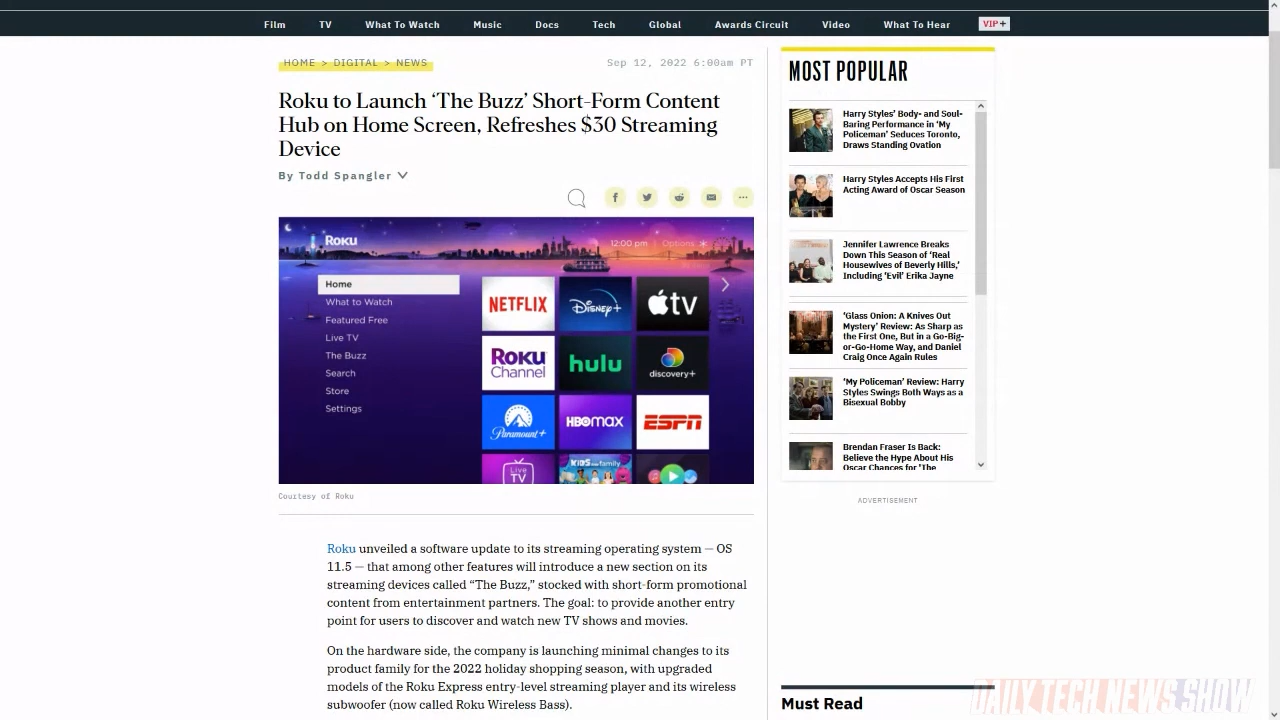 Film TV What To Watch Music Docs Tech Global Awards Circuit Video What To Hear VIP+
HOME > DIGITAL > NEWS
Sep 12, 2022 6:00am PT
Roku to Launch ‘The Buzz’ Short-Form Content
Hub on Home Screen, Refreshes $30 Streaming
Device
By Todd Spangler
Roku
12:00 pm | Options
Home
What to Watch
Featured Free
Live TV
The Buzz
Search
Store
Settings
NETFLIX
Disney+
tv
Roku
Channel
hulu
discovery+
Paramount+
HBOMAX
ESPN
Live
TV
KIDS and family
Courtesy of Roku
Roku unveiled a software update to its streaming operating system — OS
11.5 — that among other features will introduce a new section on its
streaming devices called “The Buzz,” stocked with short-form promotional
content from entertainment partners. The goal: to provide another entry
point for users to discover and watch new TV shows and movies.
On the hardware side, the company is launching minimal changes to its
product family for the 2022 holiday shopping season, with upgraded
models of the Roku Express entry-level streaming player and its wireless
subwoofer (now called Roku Wireless Bass).
MOST POPULAR
Harry Styles’ Body- and Soul-
Baring Performance in ‘My
Policeman’ Seduces Toronto,
Draws Standing Ovation
Harry Styles Accepts His First
Acting Award of Oscar Season
Jennifer Lawrence Breaks
Down This Season of ‘Real
Housewives of Beverly Hills,’
Including ‘Evil’ Erika Jayne
‘Glass Onion: A Knives Out
Mystery’ Review: As Sharp as
the First One, But in a Go-Big-
or-Go-Home Way, and Daniel
Craig Once Again Rules
‘My Policeman’ Review: Harry
Styles Swings Both Ways as a
Bisexual Bobby
Brendan Fraser Is Back:
Believe the Hype About His
Oscar Chances for 'The
ADVERTISEMENT
Must Read
DAILY TECH NEWS SHOW